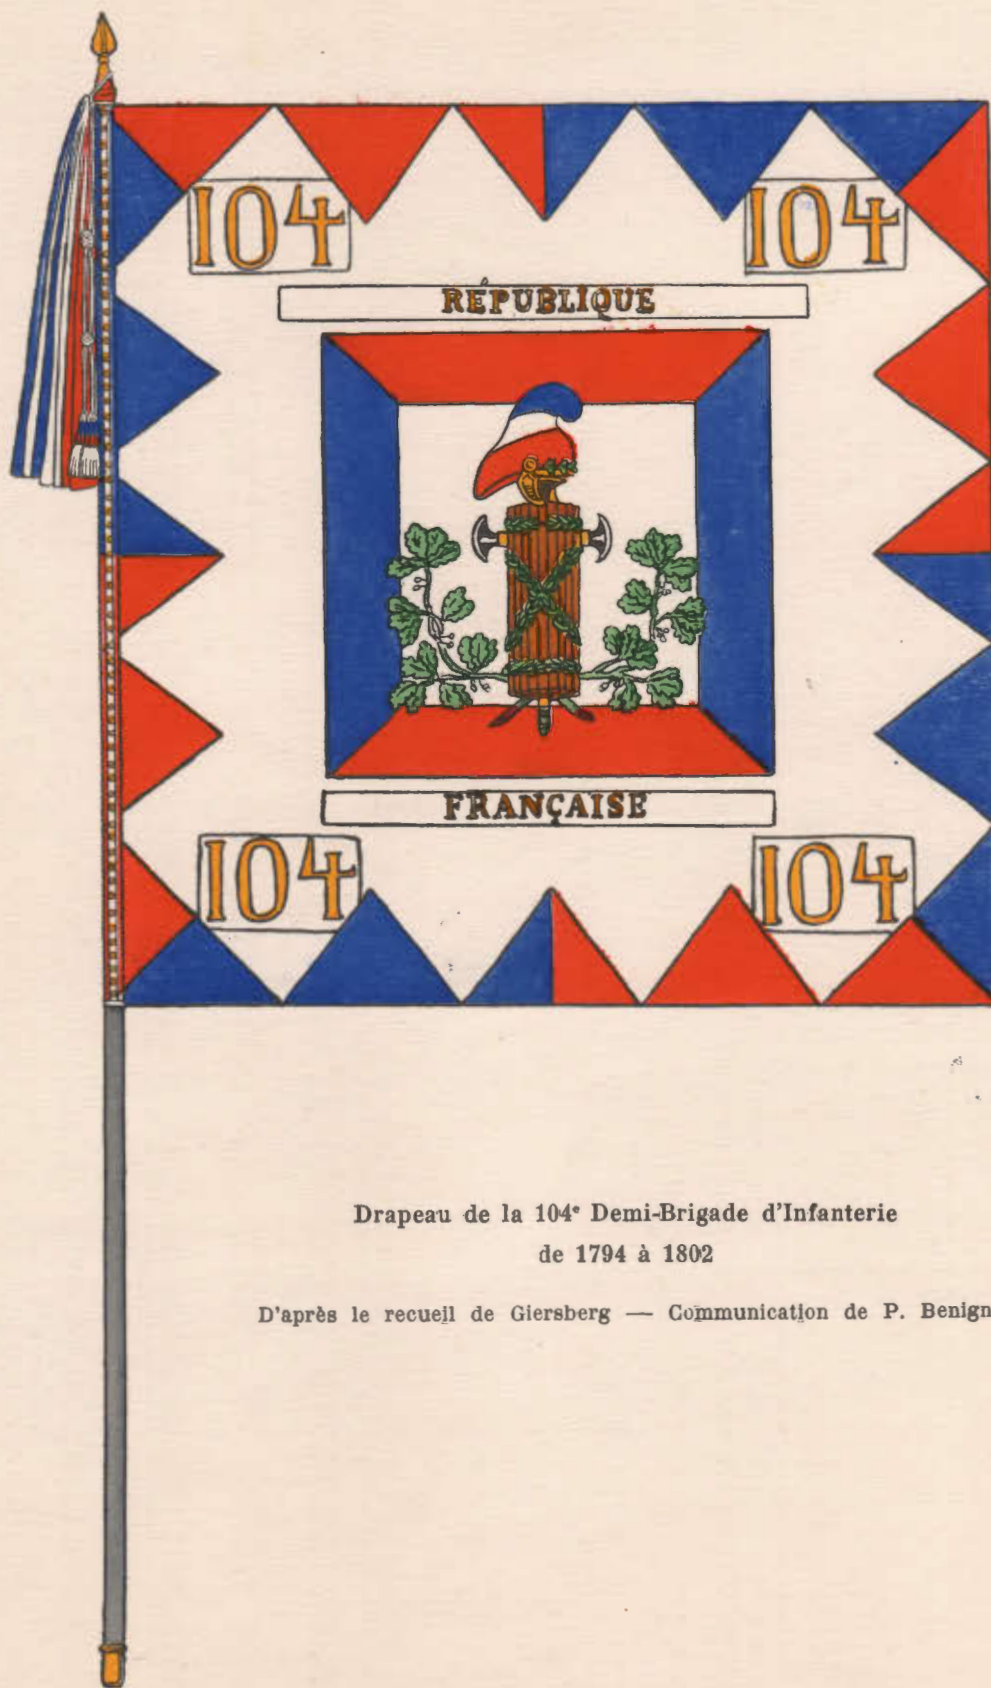 104 104
RÉPUBLIQUE
FRANÇAISE
104 104
Drapeau de la 104e Demi-Brigade d'Infanterie
de 1794 à 1802
D'après le recueil de Giersberg — Communication de P. Benign